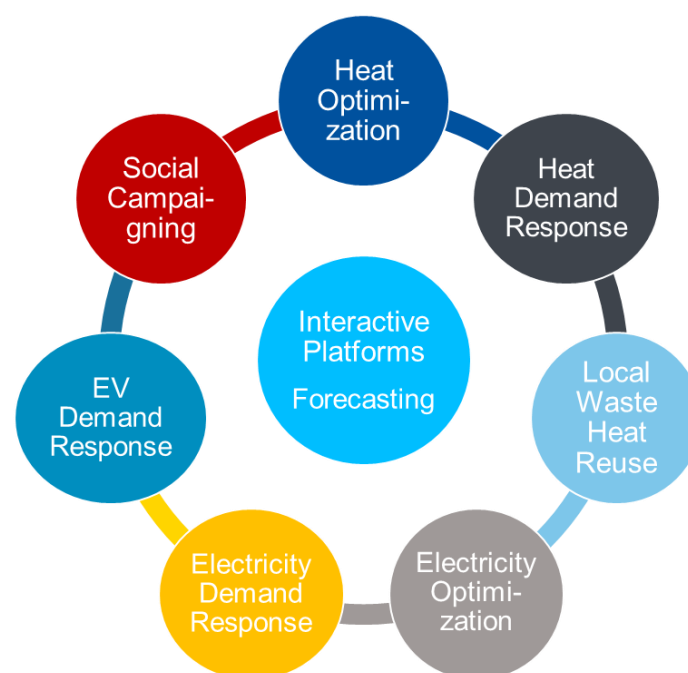 Heat
Optimi-
zation
Heat
Demand
Response
Local
Waste
Heat
Reuse
Electricity
Optimi-
zation
Electricity
Demand
Response
EV
Demand
Response
Social
Campai-
gning
Interactive
Platforms
Forecasting